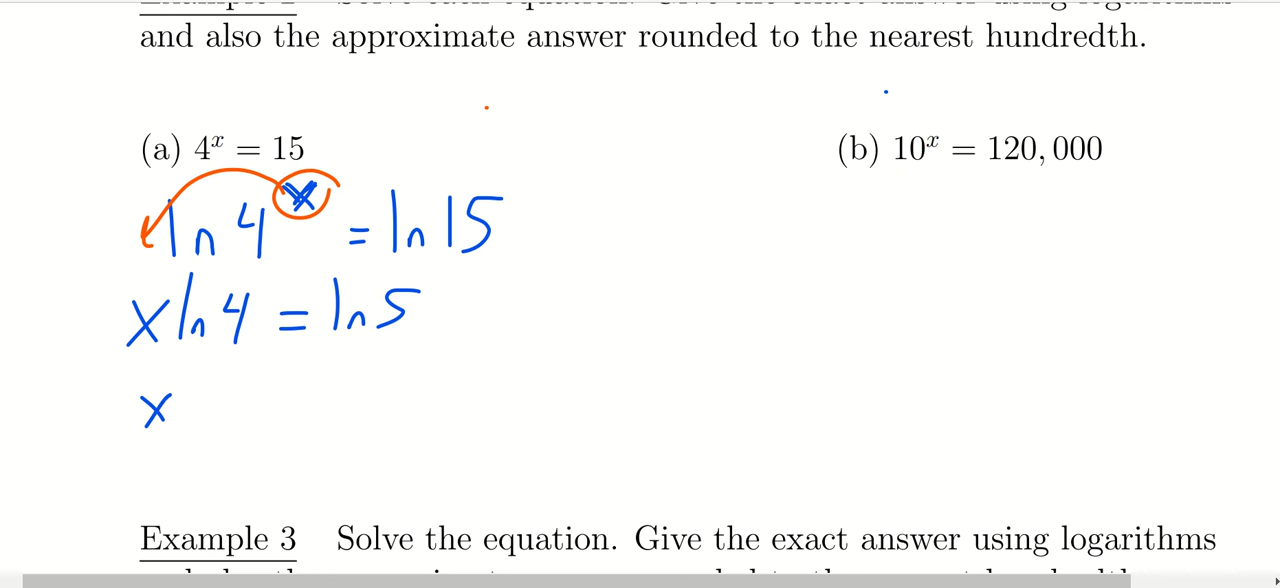 and also the approximate answer rounded to the nearest hundredth.
(a) 4^x = 15
(b) 10^x = 120,000
ln 4^x = ln 15
x ln 4 = ln 5
x
Example 3 Solve the equation. Give the exact answer using logarithms